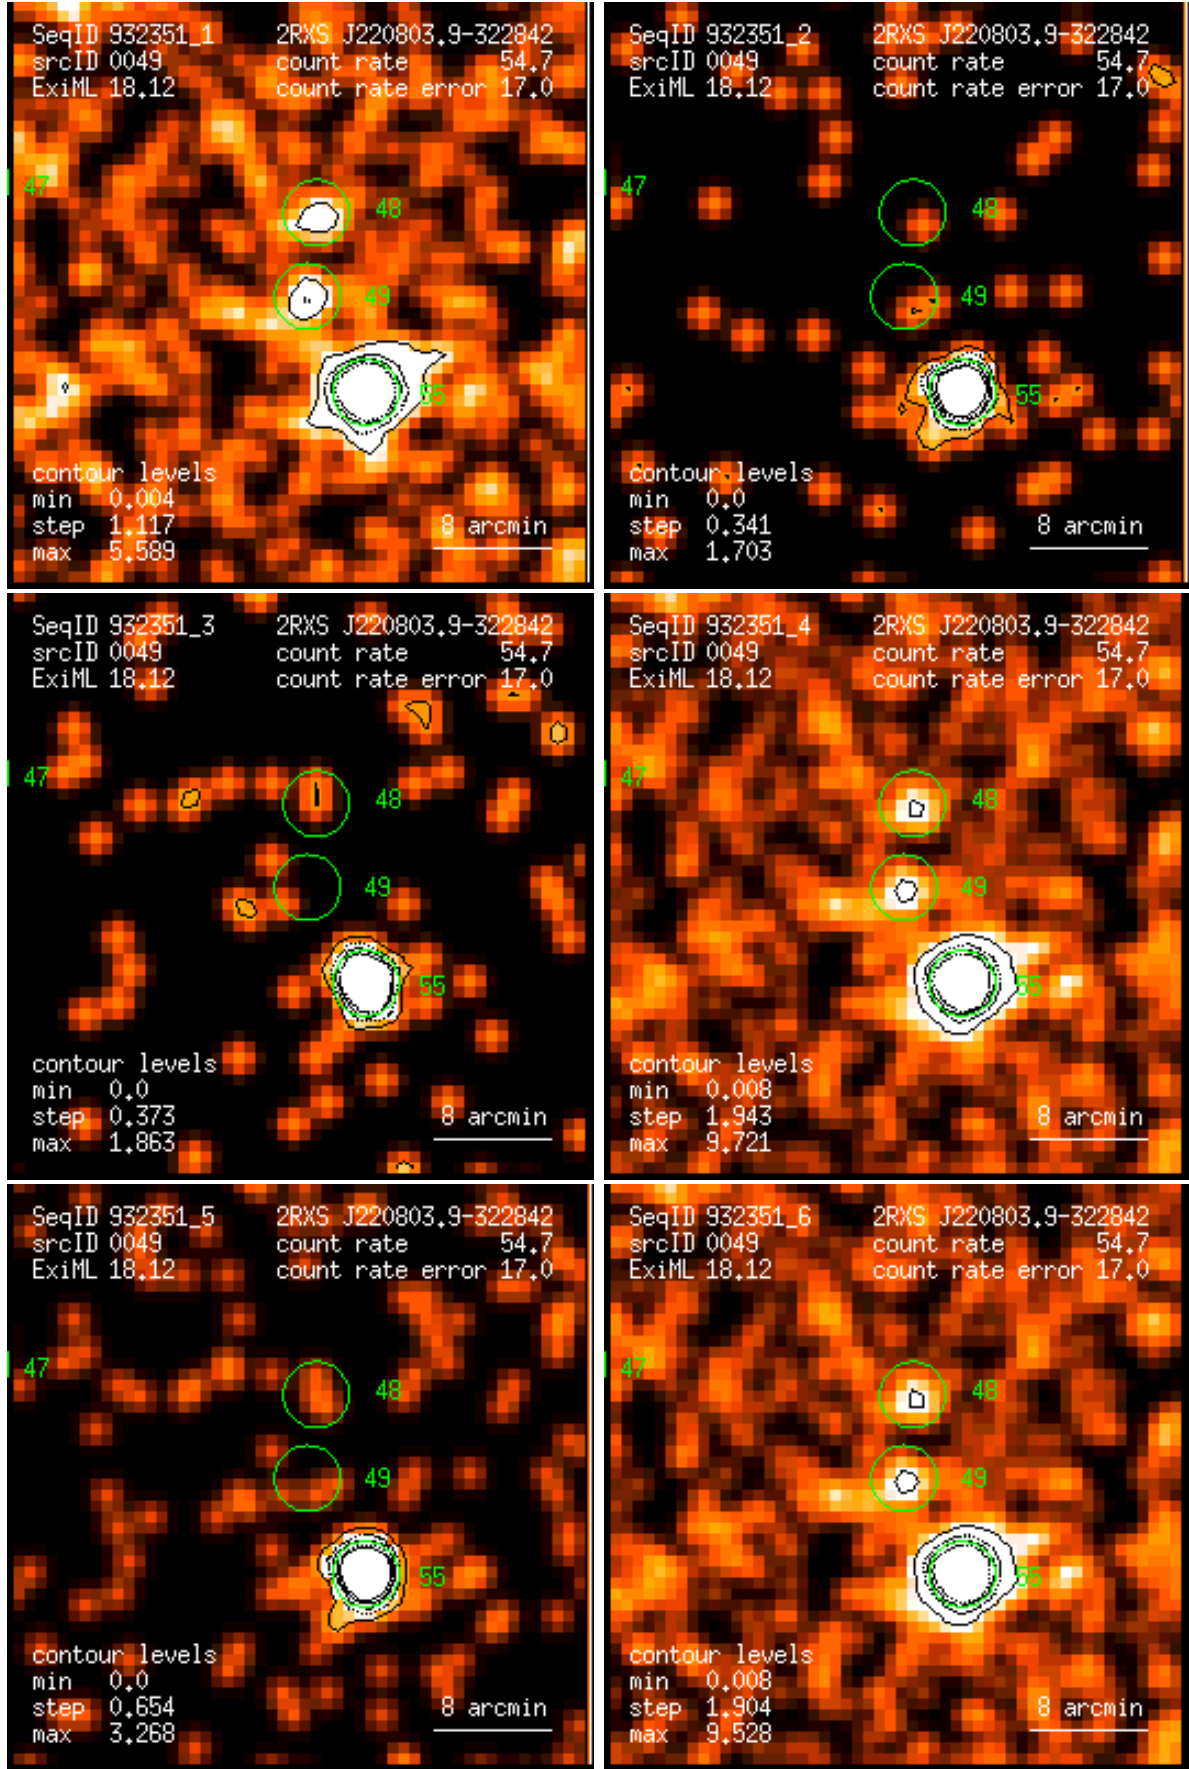 SeqID 932351_1 2RXS J220803.9-322842
srcID 0049 count rate 54.7
ExiML 18.12 count rate error 17.0
47
48
49
55
contour levels
min 0.004
step 1.117 8 arcmin
max 5.589
SeqID 932351_2 2RXS J220803.9-322842
srcID 0049 count rate 54.7
ExiML 18.12 count rate error 17.0
47
48
49
55
contour levels
min 0.0
step 0.341 8 arcmin
max 1.703
SeqID 932351_3 2RXS J220803.9-322842
srcID 0049 count rate 54.7
ExiML 18.12 count rate error 17.0
47
48
49
55
contour levels
min 0.0
step 0.373 8 arcmin
max 1.863
SeqID 932351_4 2RXS J220803.9-322842
srcID 0049 count rate 54.7
ExiML 18.12 count rate error 17.0
47
48
49
55
contour levels
min 0.008
step 1.943 8 arcmin
max 9.721
SeqID 932351_5 2RXS J220803.9-322842
srcID 0049 count rate 54.7
ExiML 18.12 count rate error 17.0
47
48
49
55
contour levels
min 0.0
step 0.654 8 arcmin
max 3.268
SeqID 932351_6 2RXS J220803.9-322842
srcID 0049 count rate 54.7
ExiML 18.12 count rate error 17.0
47
48
49
55
contour levels
min 0.008
step 1.904 8 arcmin
max 9.528